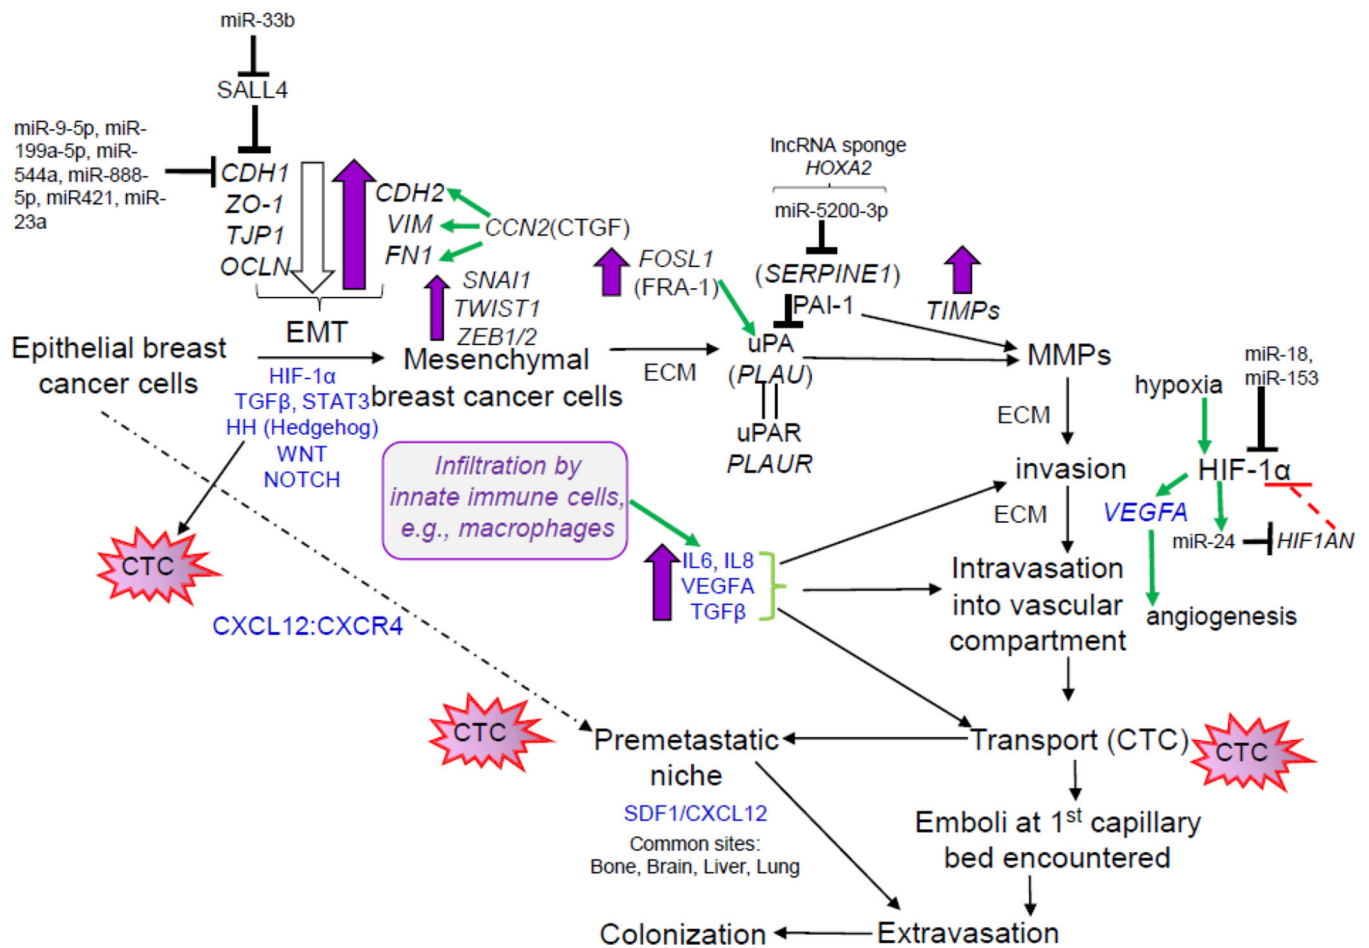 miR-33b
SALL4
miR-9-5p, miR-
199a-5p, miR-
544a, miR-888-
5p, miR421, miR-
23a
CDH1
ZO-1
TJP1
OCLN
CDH2
VIM
FN1
CCN2(CTGF)
SNAI1
TWIST1
ZEB1/2
FOSL1
(FRA-1)
lncRNA sponge
HOXA2
miR-5200-3p
(SERPINE1)
PAI-1
TIMPs
EMT
Epithelial breast
cancer cells
HIF-1α
TGFβ, STAT3
HH (Hedgehog)
WNT
NOTCH
Mesenchymal
breast cancer cells
ECM
uPA
(PLAU)
uPAR
PLAUR
MMPs
ECM
invasion
ECM
Intravasation
into vascular
compartment
miR-18,
miR-153
hypoxia
HIF-1α
VEGFA
miR-24
HIF1AN
angiogenesis
Infiltration by
innate immune cells,
e.g., macrophages
IL6, IL8
VEGFA
TGFβ
CTC
CXCL12:CXCR4
CTC
Premetastatic
niche
SDF1/CXCL12
Common sites:
Bone, Brain, Liver, Lung
Transport (CTC)
CTC
Emboli at 1st capillary
bed encountered
Extravasation
Colonization